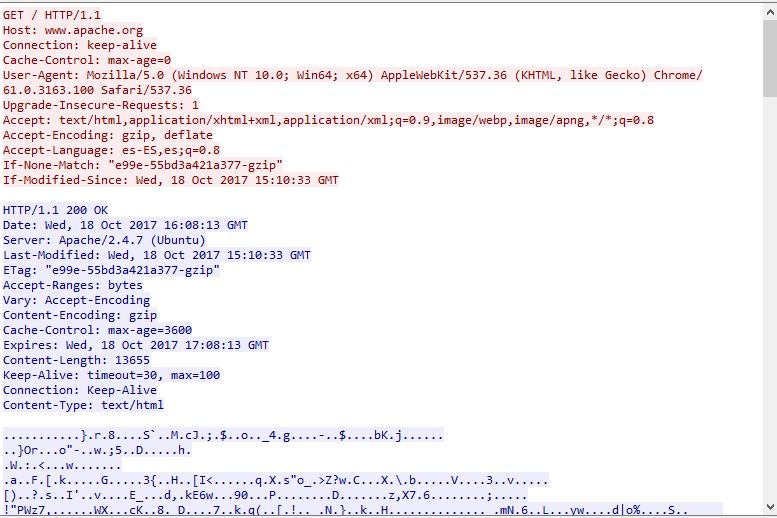 GET / HTTP/1.1
Host: www.apache.org
Connection: keep-alive
Cache-Control: max-age=0
User-Agent: Mozilla/5.0 (Windows NT 10.0; Win64; x64) AppleWebKit/537.36 (KHTML, like Gecko) Chrome/
61.0.3163.100 Safari/537.36
Upgrade-Insecure-Requests: 1
Accept: text/html,application/xhtml+xml,application/xml;q=0.9,image/webp,image/apng,*/*;q=0.8
Accept-Encoding: gzip, deflate
Accept-Language: es-ES,es;q=0.8
If-None-Match: "e99e-55bd3a421a377-gzip"
If-Modified-Since: Wed, 18 Oct 2017 15:10:33 GMT
HTTP/1.1 200 OK
Date: Wed, 18 Oct 2017 16:08:13 GMT
Server: Apache/2.4.7 (Ubuntu)
Last-Modified: Wed, 18 Oct 2017 15:10:33 GMT
ETag: "e99e-55bd3a421a377-gzip"
Accept-Ranges: bytes
Vary: Accept-Encoding
Content-Encoding: gzip
Cache-Control: max-age=3600
Expires: Wed, 18 Oct 2017 17:08:13 GMT
Content-Length: 13655
Keep-Alive: timeout=30, max=100
Connection: Keep-Alive
Content-Type: text/html
...........}.r.8....S`..M.cJ.;.$..o.._4.g....-..$....bK.j......
..}Or...o"-..w.;5..D.....h.
.W.:.<...w.......
.a..F.[.k.....G.....3{..H..[I<......q.X.s"o_.>Z?w.C...X.\.b.....V....3..v.....
[)..?.s..I'..v....E_...d,.kE6w...90...P........D.......z,X7.6........;.....